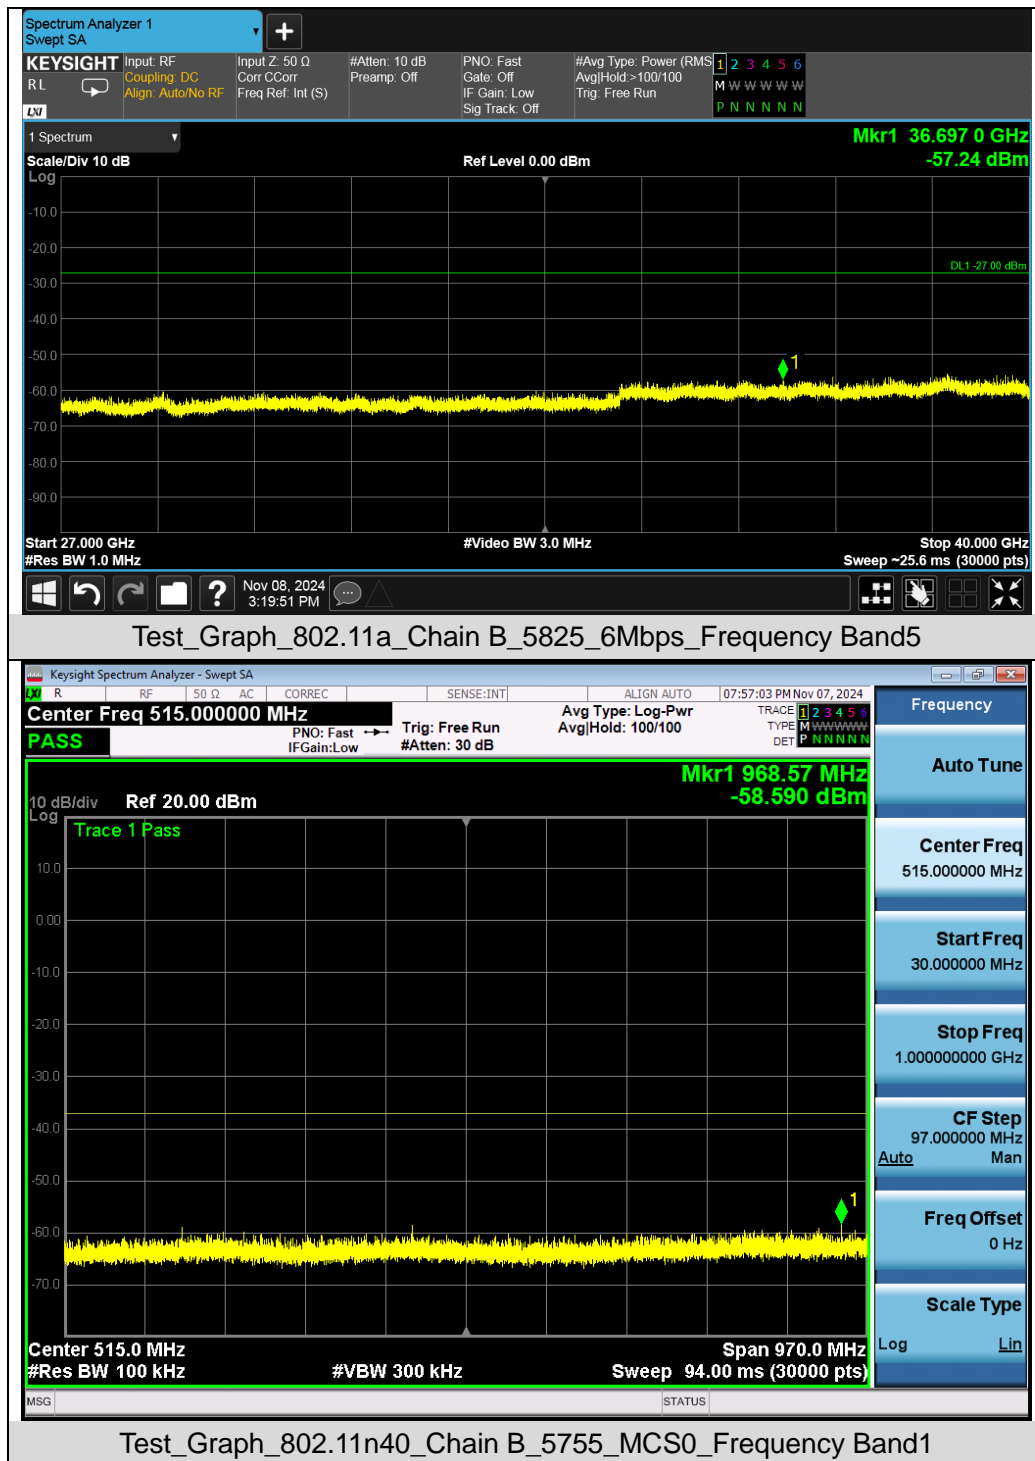 Spectrum Analyzer 1
Swept SA
+
KEYSIGHT Input: RF Input Z: 50 Ω #Atten: 10 dB PNO: Fast #Avg Type: Power (RMS 1 2 3 4 5 6
R L Coupling: DC Corr CCorr Preamp: Off Gate: Off Avg|Hold:>100/100 M W W W W W
Align: Auto/No RF Freq Ref: Int (S) IF Gain: Low Trig: Free Run
LXI Sig Track: Off P N N N N N
1 Spectrum Mkr1 36.697 0 GHz
Scale/Div 10 dB Ref Level 0.00 dBm -57.24 dBm
Log
-10.0
-20.0
DL1 -27.00 dBm
-30.0
-40.0
-50.0
1
-60.0
-70.0
-80.0
-90.0
Start 27.000 GHz #Video BW 3.0 MHz Stop 40.000 GHz
#Res BW 1.0 MHz Sweep ~25.6 ms (30000 pts)
? Nov 08, 2024
3:19:51 PM
Test_Graph_802.11a_Chain B_5825_6Mbps_Frequency Band5
Keysight Spectrum Analyzer - Swept SA
LXI R RF 50 Ω AC CORREC SENSE:INT ALIGN AUTO 07:57:03 PM Nov 07, 2024
Center Freq 515.000000 MHz Avg Type: Log-Pwr TRACE 1 2 3 4 5 6
PASS PNO: Fast Trig: Free Run Avg|Hold: 100/100 TYPE M W W W W W
IFGain:Low #Atten: 30 dB DET P N N N N N
Mkr1 968.57 MHz
10 dB/div Ref 20.00 dBm -58.590 dBm
Log
Trace 1 Pass
10.0
0.00
-10.0
-20.0
-30.0
-40.0
-50.0
1
-60.0
-70.0
Center 515.0 MHz Span 970.0 MHz
#Res BW 100 kHz #VBW 300 kHz Sweep 94.00 ms (30000 pts)
MSG STATUS
Frequency
Auto Tune
Center Freq
515.000000 MHz
Start Freq
30.000000 MHz
Stop Freq
1.000000000 GHz
CF Step
97.000000 MHz
Auto Man
Freq Offset
0 Hz
Scale Type
Log Lin
Test_Graph_802.11n40_Chain B_5755_MCS0_Frequency Band1